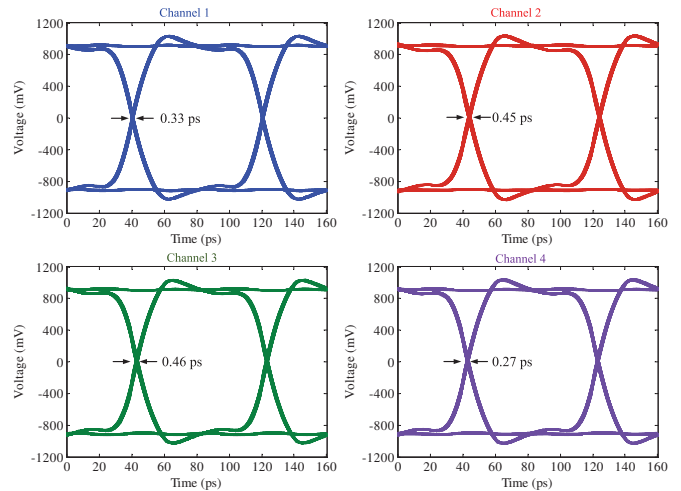 Channel 1
1200
800
400
0
-400
-800
-1200
Voltage (mV)
0.33 ps
0 20 40 60 80 100 120 140 160
Time (ps)
Channel 2
1200
800
400
0
-400
-800
-1200
Voltage (mV)
0.45 ps
0 20 40 60 80 100 120 140 160
Time (ps)
Channel 3
1200
800
400
0
-400
-800
-1200
Voltage (mV)
0.46 ps
0 20 40 60 80 100 120 140 160
Time (ps)
Channel 4
1200
800
400
0
-400
-800
-1200
Voltage (mV)
0.27 ps
0 20 40 60 80 100 120 140 160
Time (ps)